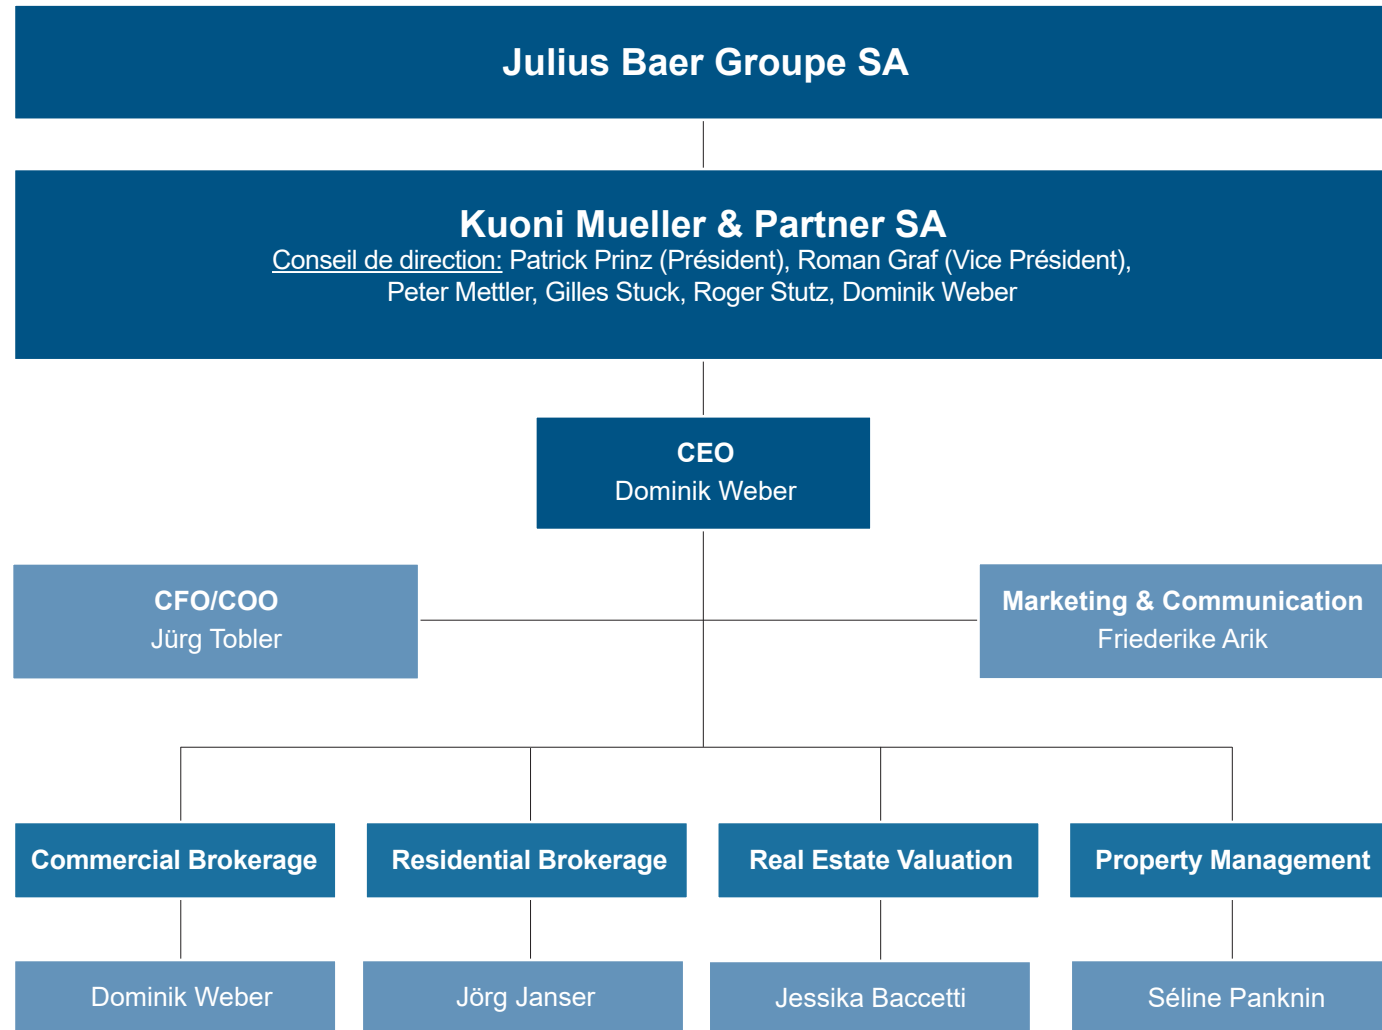 Julius Baer Groupe SA
Kuoni Mueller & Partner SA
Conseil de direction: Patrick Prinz (Président), Roman Graf (Vice Président),
Peter Mettler, Gilles Stuck, Roger Stutz, Dominik Weber
CEO
Dominik Weber
CFO/COO
Jürg Tobler
Marketing & Communication
Friederike Arik
Commercial Brokerage
Residential Brokerage
Real Estate Valuation
Property Management
Dominik Weber
Jörg Janser
Jessika Baccetti
Séline Panknin